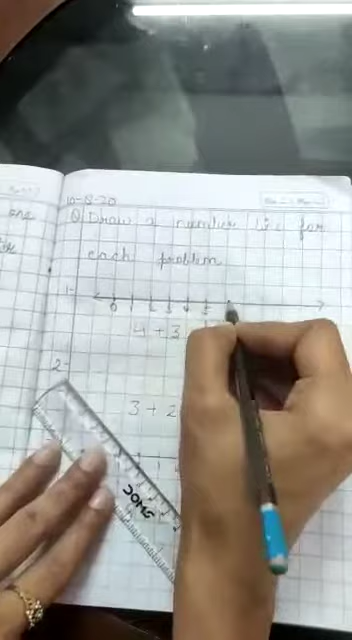 are
10-8-20
Q Draw a number line for
each problem
1-
0 1 2 3 4 5
4 + 3
2-
3 + 2